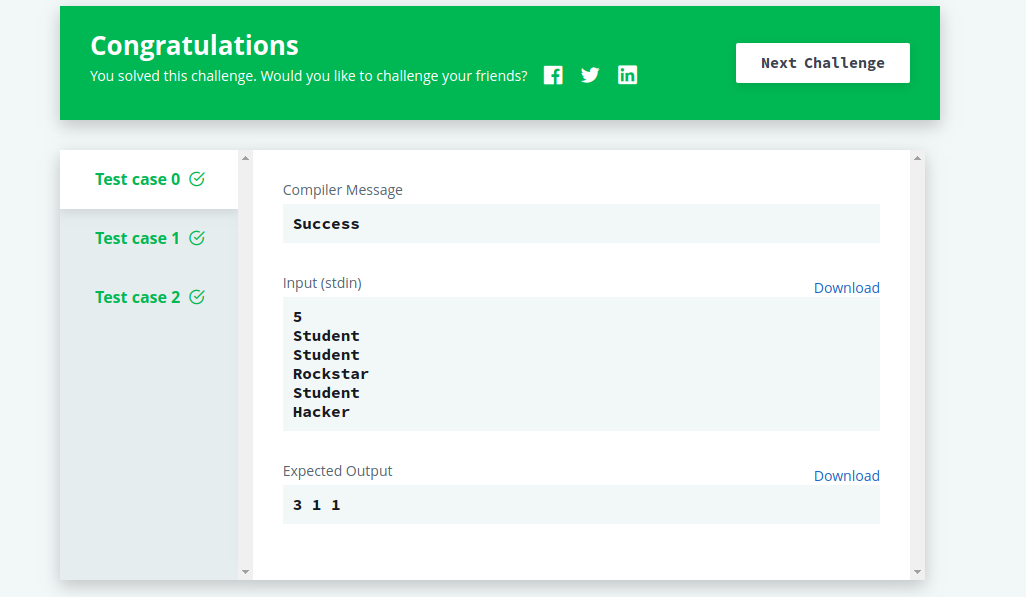 Congratulations
You solved this challenge. Would you like to challenge your friends?
Next Challenge
Test case 0
Test case 1
Test case 2
Compiler Message
Success
Input (stdin)
Download
5
Student
Student
Rockstar
Student
Hacker
Expected Output
Download
3 1 1